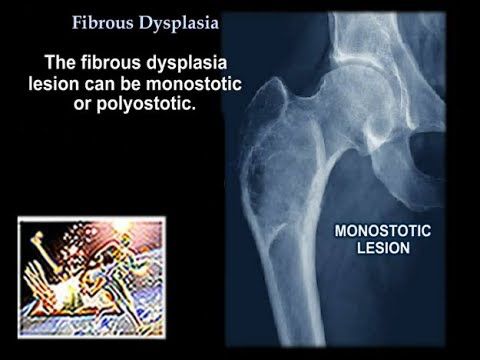 Fibrous Dysplasia
The fibrous dysplasia
lesion can be monostotic
or polyostotic.
MONOSTOTIC
LESION